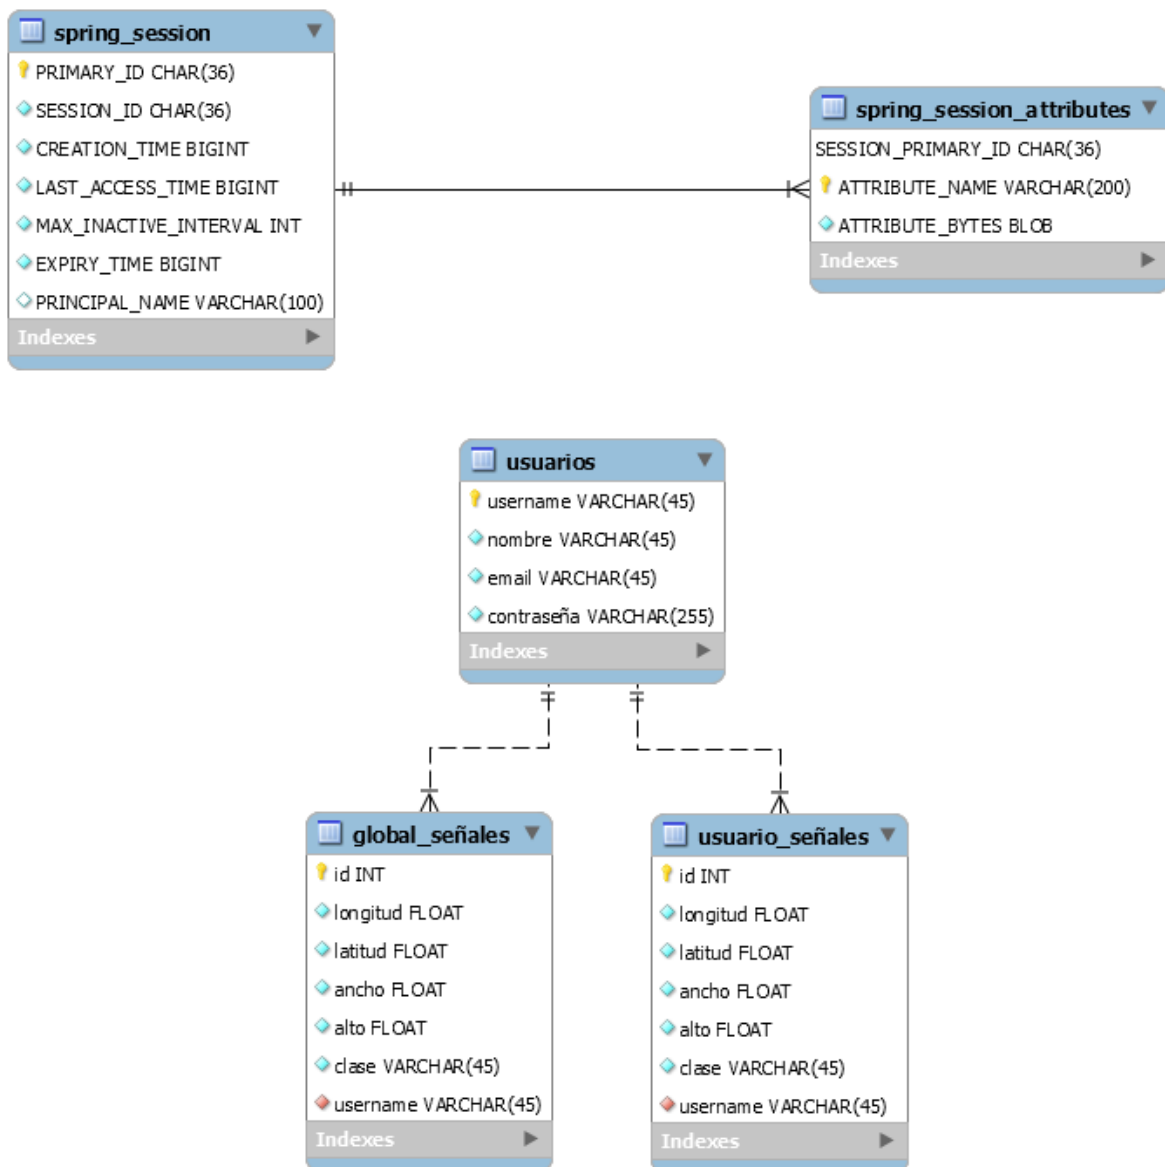 spring_session
PRIMARY_ID CHAR(36)
SESSION_ID CHAR(36)
CREATION_TIME BIGINT
LAST_ACCESS_TIME BIGINT
MAX_INACTIVE_INTERVAL INT
EXPIRY_TIME BIGINT
PRINCIPAL_NAME VARCHAR(100)
Indexes
spring_session_attributes
SESSION_PRIMARY_ID CHAR(36)
ATTRIBUTE_NAME VARCHAR(200)
ATTRIBUTE_BYTES BLOB
Indexes
usuarios
username VARCHAR(45)
nombre VARCHAR(45)
email VARCHAR(45)
contraseña VARCHAR(255)
Indexes
global_señales
id INT
longitud FLOAT
latitud FLOAT
ancho FLOAT
alto FLOAT
clase VARCHAR(45)
username VARCHAR(45)
Indexes
usuario_señales
id INT
longitud FLOAT
latitud FLOAT
ancho FLOAT
alto FLOAT
clase VARCHAR(45)
username VARCHAR(45)
Indexes